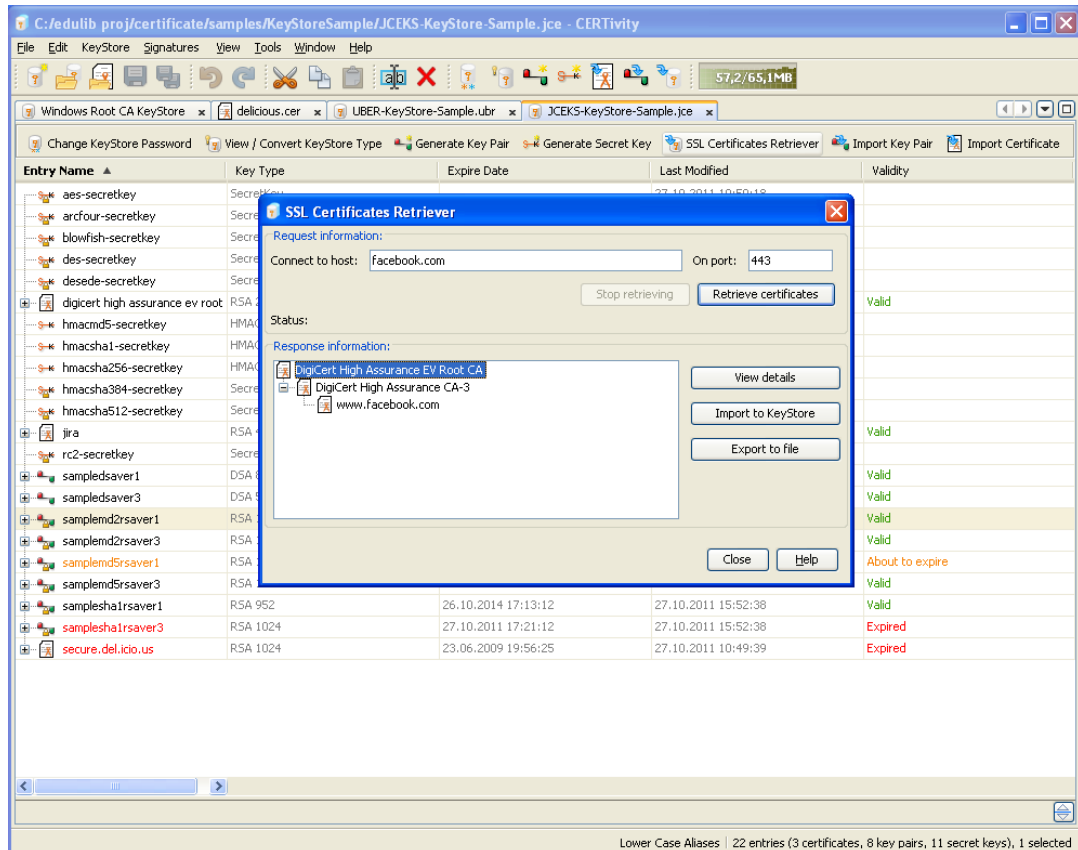 C:/edulib proj/certificate/samples/KeyStoreSample/JCEKS-KeyStore-Sample.jce - CERTivity
File Edit KeyStore Signatures View Tools Window Help
57,2/65,1MB
Windows Root CA KeyStore x delicious.cer x UBER-KeyStore-Sample.ubr x JCEKS-KeyStore-Sample.jce x
Change KeyStore Password View / Convert KeyStore Type Generate Key Pair Generate Secret Key SSL Certificates Retriever Import Key Pair Import Certificate
Entry Name Key Type Expire Date Last Modified Validity
aes-secretkey
arcfour-secretkey Secre
blowfish-secretkey Secre
des-secretkey Secre
desede-secretkey Secre
digicert high assurance ev root RSA 2 Valid
hmacmd5-secretkey HMAC
hmacsha1-secretkey HMAC
hmacsha256-secretkey HMAC
hmacsha384-secretkey Secre
hmacsha512-secretkey Secre
jira RSA 4 Valid
rc2-secretkey Secre
sampledsaver1 DSA Valid
sampledsaver3 DSA 5 Valid
samplemd2rsaver1 RSA 1 Valid
samplemd2rsaver3 RSA 1 Valid
samplemd5rsaver1 RSA 1 About to expire
samplemd5rsaver3 RSA 1 Valid
samplesha1rsaver1 RSA 952 26.10.2014 17:13:12 27.10.2011 15:52:38 Valid
samplesha1rsaver3 RSA 1024 27.10.2011 17:21:12 27.10.2011 15:52:38 Expired
secure.del.icio.us RSA 1024 23.06.2009 19:56:25 27.10.2011 10:49:39 Expired
SSL Certificates Retriever
Request information:
Connect to host: facebook.com On port: 443
Stop retrieving Retrieve certificates
Status:
Response information:
DigiCert High Assurance EV Root CA
DigiCert High Assurance CA-3
www.facebook.com
View details
Import to KeyStore
Export to file
Close Help
Lower Case Aliases 22 entries (3 certificates, 8 key pairs, 11 secret keys), 1 selected